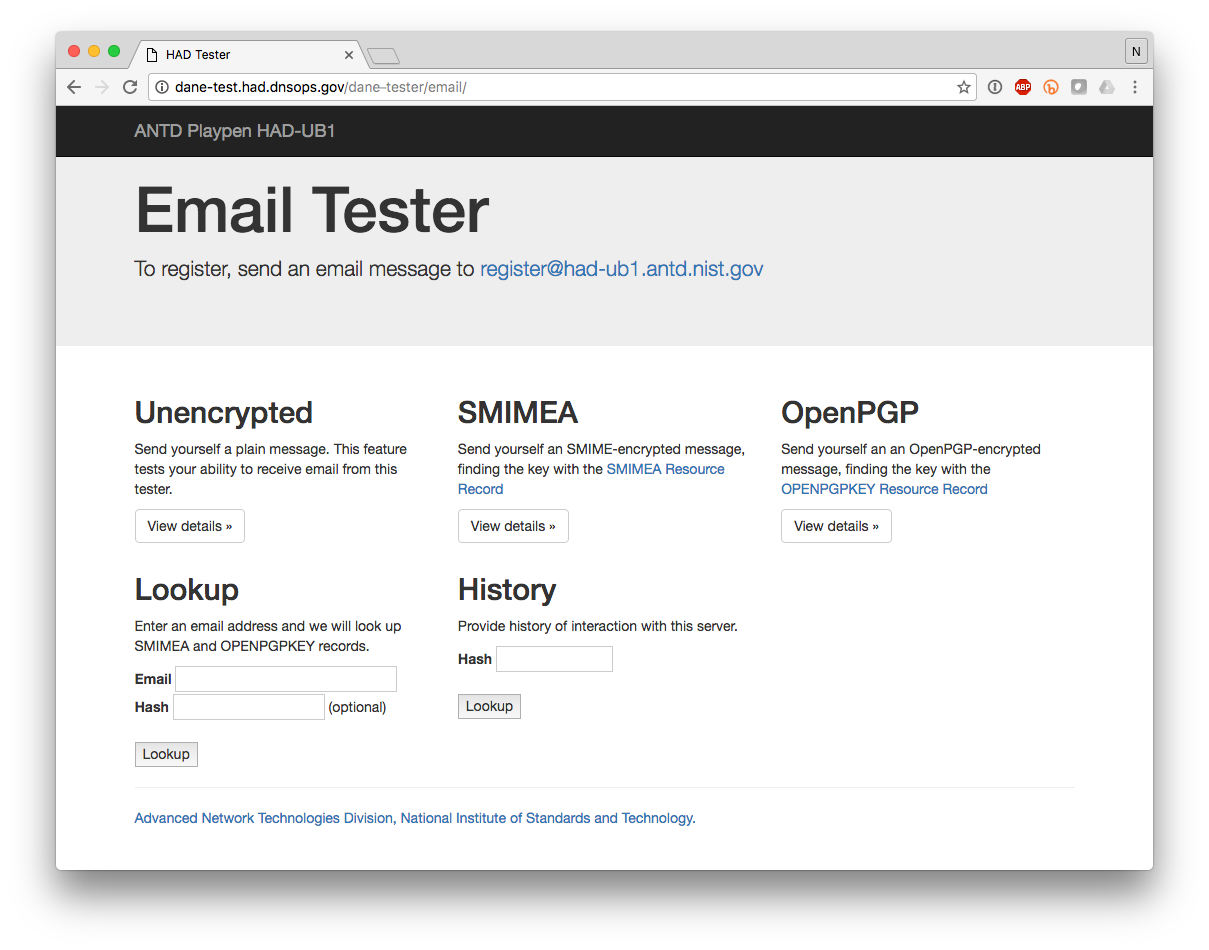 HAD Tester
N
dane-test.had.dnsops.gov/dane-tester/email/
ABP
ANTD Playpen HAD-UB1
Email Tester
To register, send an email message to register@had-ub1.antd.nist.gov
Unencrypted
Send yourself a plain message. This feature
tests your ability to receive email from this
tester.
View details »
SMIMEA
Send yourself an SMIME-encrypted message,
finding the key with the SMIMEA Resource
Record
View details »
OpenPGP
Send yourself an an OpenPGP-encrypted
message, finding the key with the
OPENPGPKEY Resource Record
View details »
Lookup
Enter an email address and we will look up
SMIMEA and OPENPGPKEY records.
Email
Hash (optional)
Lookup
History
Provide history of interaction with this server.
Hash
Lookup
Advanced Network Technologies Division, National Institute of Standards and Technology.